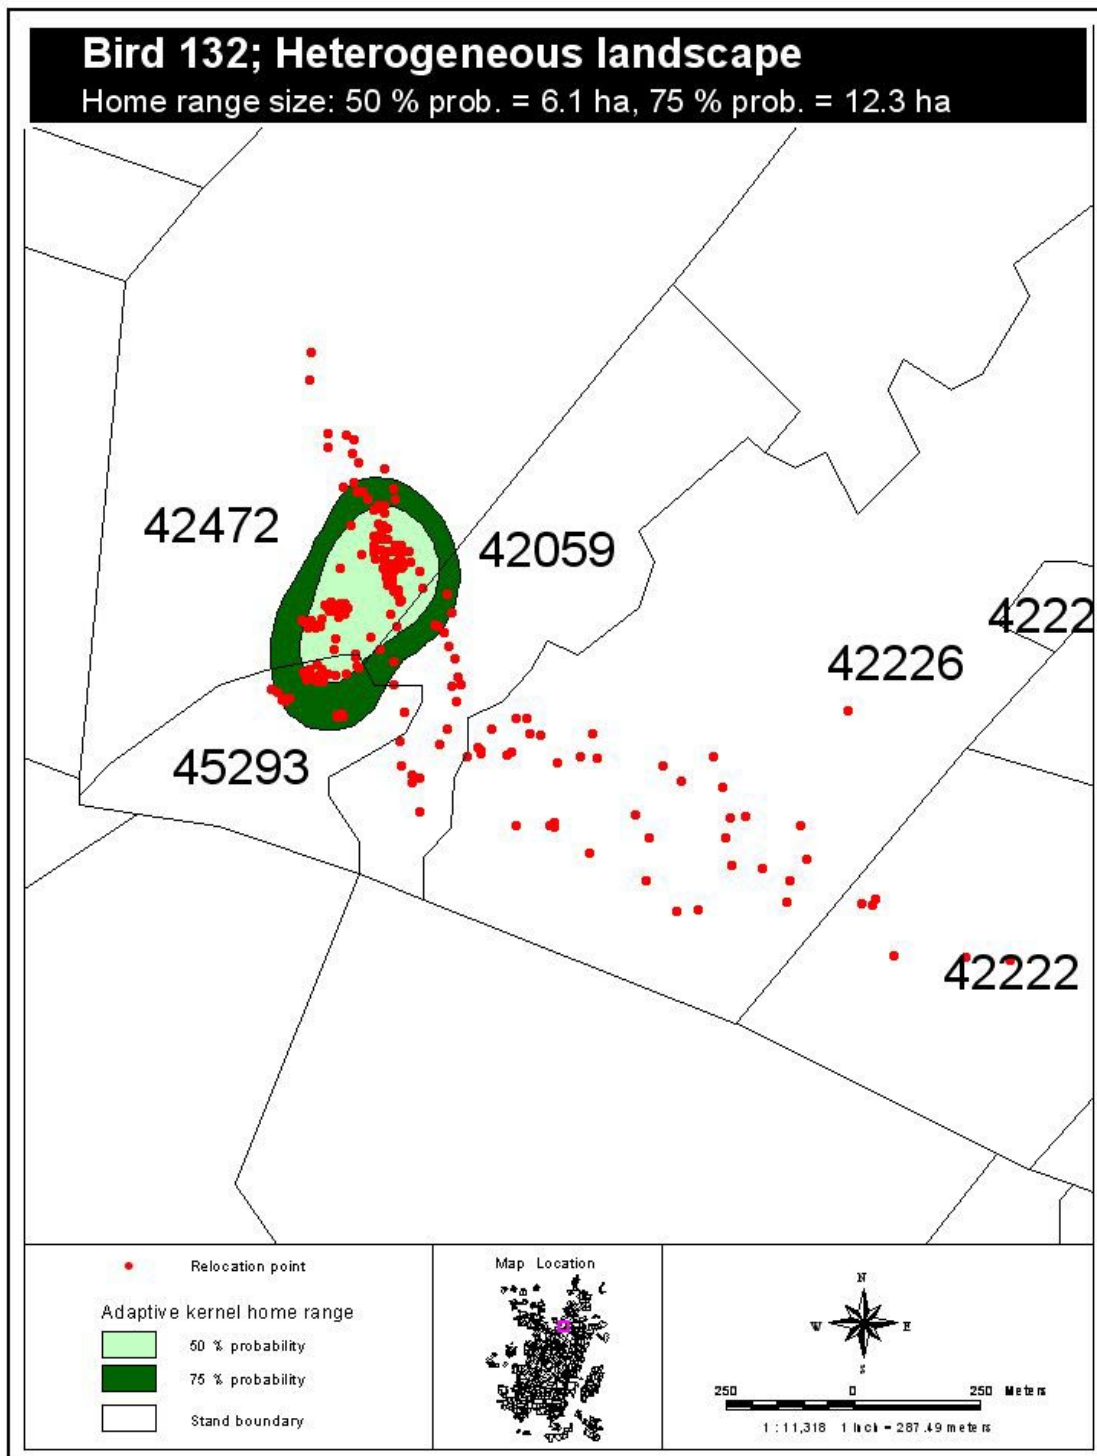 Bird 132; Heterogeneous landscape
Home range size: 50 % prob. = 6.1 ha, 75 % prob. = 12.3 ha
42472
42059
4222
42226
45293
42222
Relocation point
Adaptive kernel home range
50 % probability
75 % probability
Stand boundary
Map Location
N
W E
S
250 0 250 Meters
1 : 11,318 1 Inch = 287.49 meters